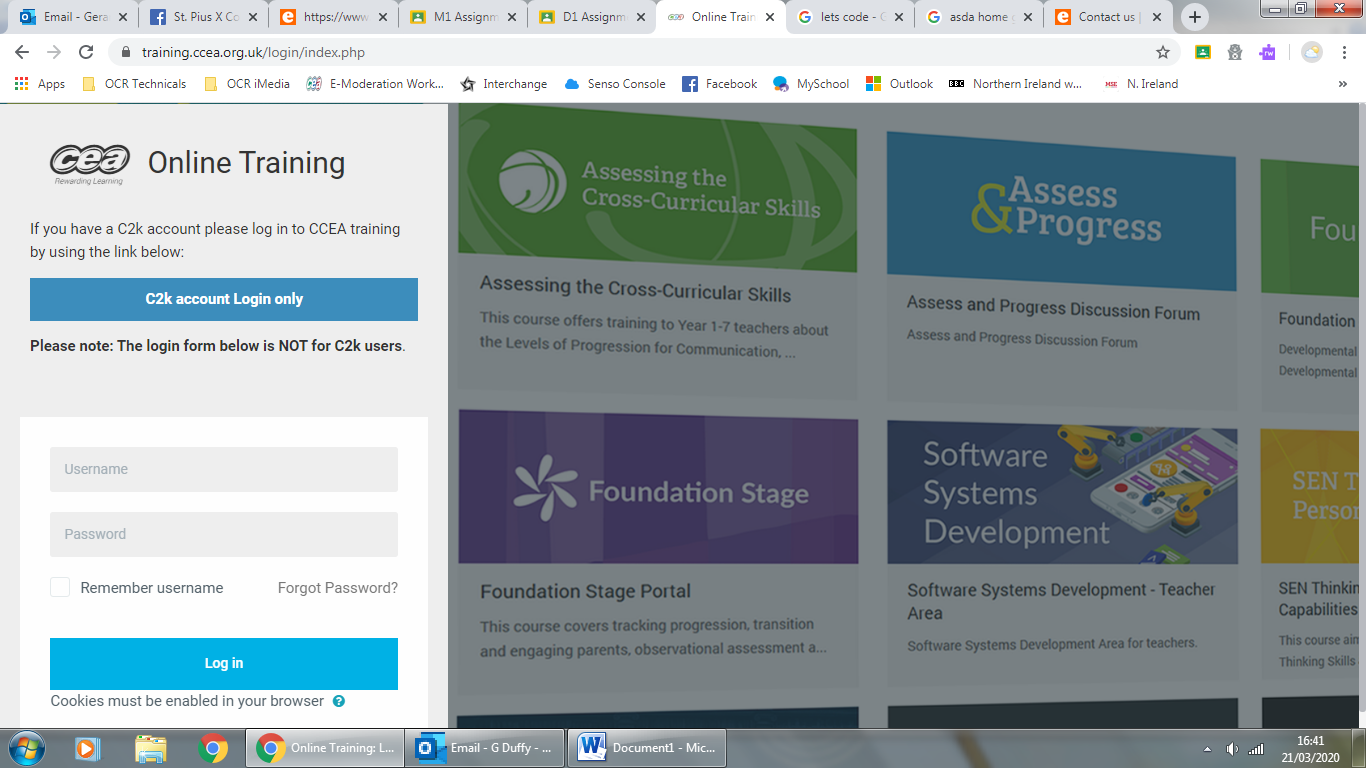 Email - Gera
St. Pius X Co
https://www
M1 Assignm
D1 Assignm
Online Train
lets code - G
asda home g
Contact us |
training.ccea.org.uk/login/index.php
Apps
OCR Technicals
OCR iMedia
E-Moderation Work...
Interchange
Senso Console
Facebook
MySchool
Outlook
BBC
Northern Ireland w...
N. Ireland
»
ccea
Rewarding Learning
Online Training
If you have a C2k account please log in to CCEA training
by using the link below:
C2k account Login only
Please note: The login form below is NOT for C2k users.
Username
Password
Remember username
Forgot Password?
Log in
Cookies must be enabled in your browser ?
Assessing the
Cross-Curricular Skills
Assessing the Cross-Curricular Skills
This course offers training to Year 1-7 teachers about
the Levels of Progression for Communication, ...
Assess
&Progress
Assess and Progress Discussion Forum
Assess and Progress Discussion Forum
Fou
Foundation
Developmental
Developmental
Foundation Stage
Foundation Stage Portal
This course covers tracking progression, transition
and engaging parents, observational assessment a...
Software
Systems
Development
Software Systems Development - Teacher
Area
Software Systems Development Area for teachers.
SEN T
Person
SEN Thinkin
Capabilities
This course aim
Thinking Skills
Online Training: L...
Email - G Duffy - ...
Document1 - Mic...
16:41
21/03/2020